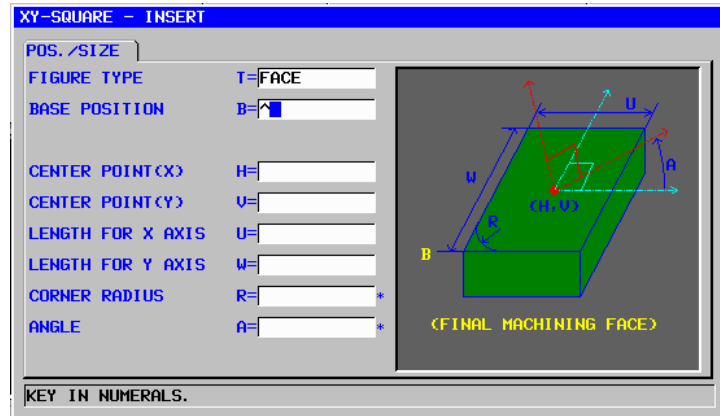 XY-SQUARE - INSERT
POS./SIZE
FIGURE TYPE T=FACE
BASE POSITION B=^
CENTER POINT(X) H=
CENTER POINT(Y) V=
LENGTH FOR X AXIS U=
LENGTH FOR Y AXIS W=
CORNER RADIUS R= *
ANGLE A= *
U
A
W
(H,V)
R
B
(FINAL MACHINING FACE)
KEY IN NUMERALS.